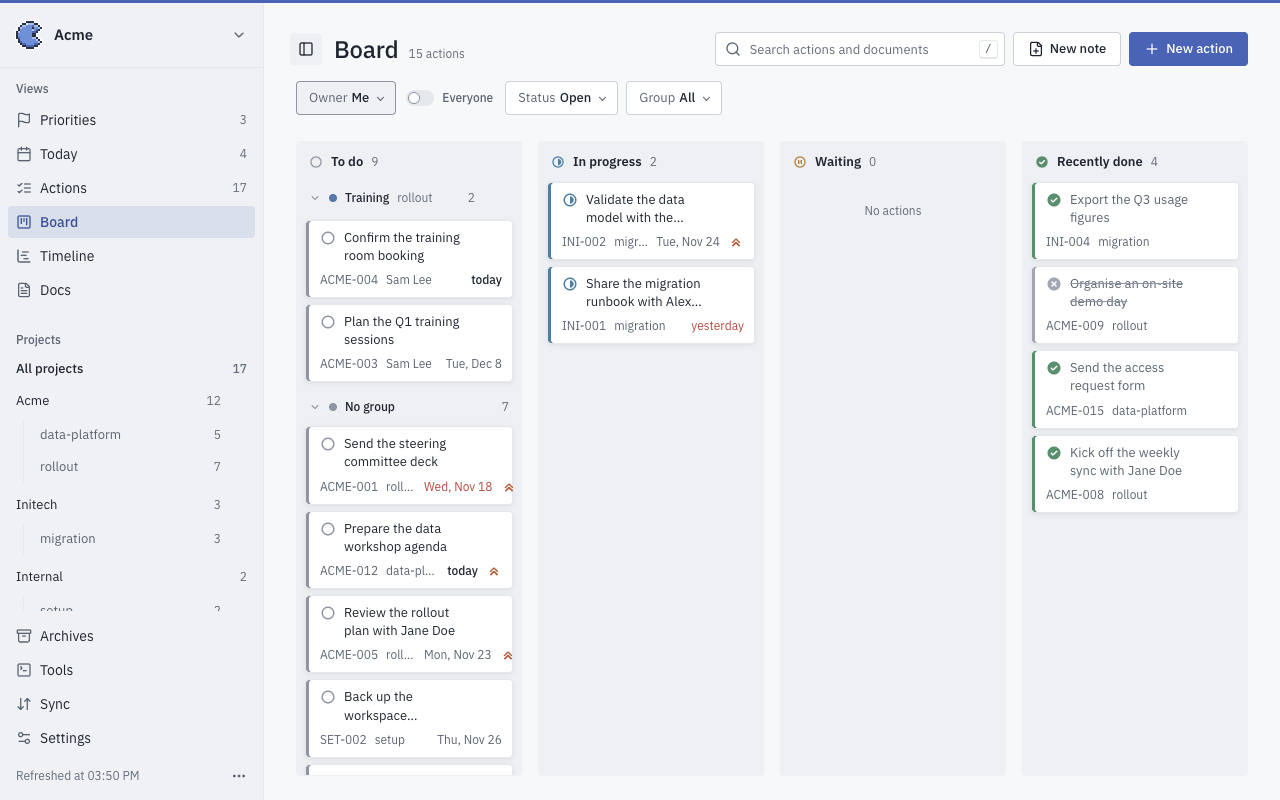 Acme
Views
Priorities 3
Today 4
Actions 17
Board
Timeline
Docs
Projects
All projects 17
Acme 12
data-platform 5
rollout 7
Initech 3
migration 3
Internal 2
setup 2
Archives
Tools
Sync
Settings
Refreshed at 03:50 PM
Board 15 actions
Search actions and documents /
New note
New action
Owner Me
Everyone
Status Open
Group All
To do 9
Training rollout 2
Confirm the training
room booking
ACME-004 Sam Lee today
Plan the Q1 training
sessions
ACME-003 Sam Lee Tue, Dec 8
No group 7
Send the steering
committee deck
ACME-001 roll… Wed, Nov 18
Prepare the data
workshop agenda
ACME-012 data-pl… today
Review the rollout
plan with Jane Doe
ACME-005 roll… Mon, Nov 23
Back up the
workspace…
SET-002 setup Thu, Nov 26
In progress 2
Validate the data
model with the…
INI-002 migr… Tue, Nov 24
Share the migration
runbook with Alex…
INI-001 migration yesterday
Waiting 0
No actions
Recently done 4
Export the Q3 usage
figures
INI-004 migration
Organise an on-site
demo day
ACME-009 rollout
Send the access
request form
ACME-015 data-platform
Kick off the weekly
sync with Jane Doe
ACME-008 rollout